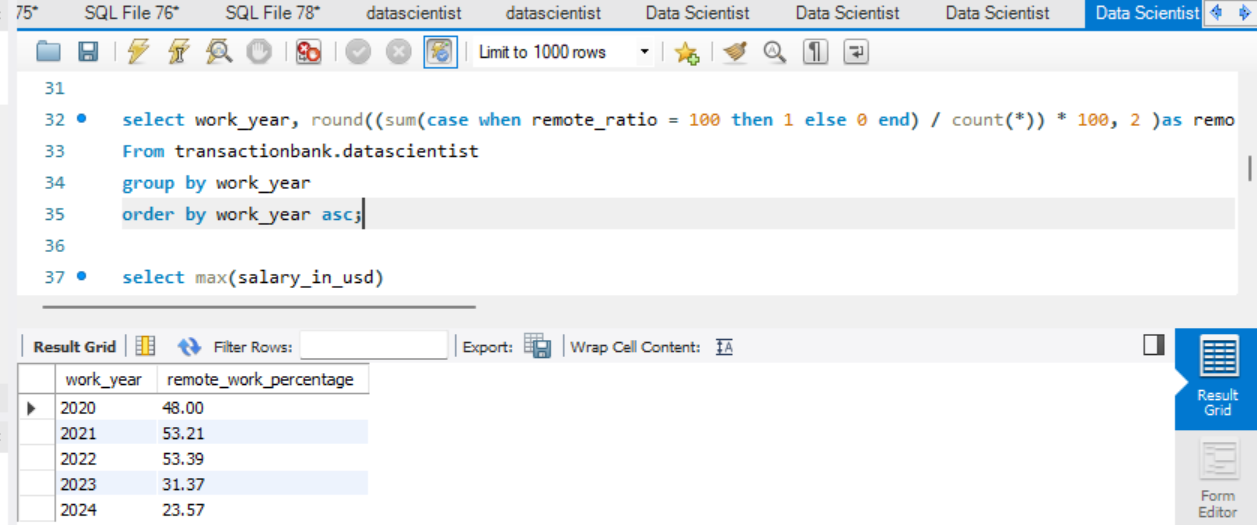 75* SQL File 76* SQL File 78* datascientist datascientist Data Scientist Data Scientist Data Scientist Data Scientist
Limit to 1000 rows
31
32 select work_year, round((sum(case when remote_ratio = 100 then 1 else 0 end) / count(*)) * 100, 2 )as remo
33 From transactionbank.datascientist
34 group by work_year
35 order by work_year asc;
36
37 select max(salary_in_usd)
Result Grid Filter Rows: Export: Wrap Cell Content: IA
work_year remote_work_percentage
2020 48.00
2021 53.21
2022 53.39
2023 31.37
2024 23.57
Result
Grid
Form
Editor